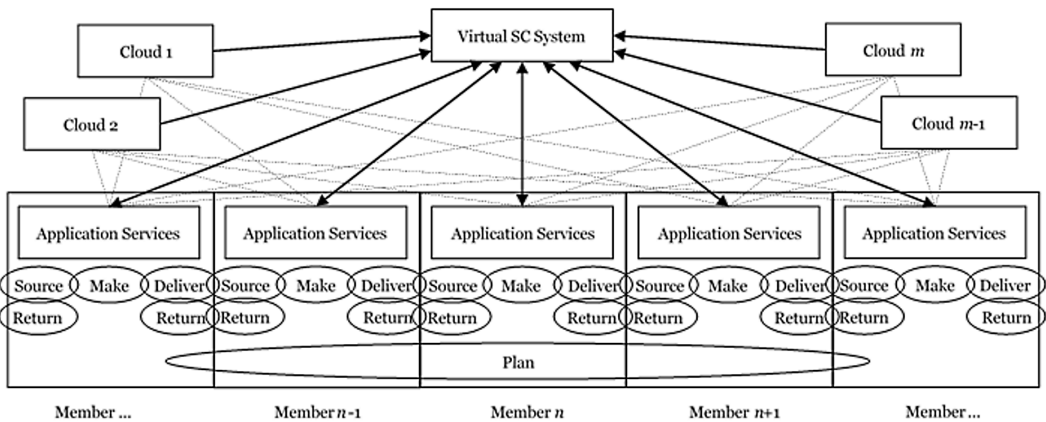 Virtual SC System
Cloud 1
Cloud m
Cloud 2
Cloud m-1
Application Services Application Services Application Services Application Services Application Services
Source Make Deliver Source Make Deliver Source Make Deliver Source Make Deliver Source Make Deliver
Return Return Return Return Return Return Return Return Return Return
Plan
Member ... Member n-1 Member n Member n+1 Member ...